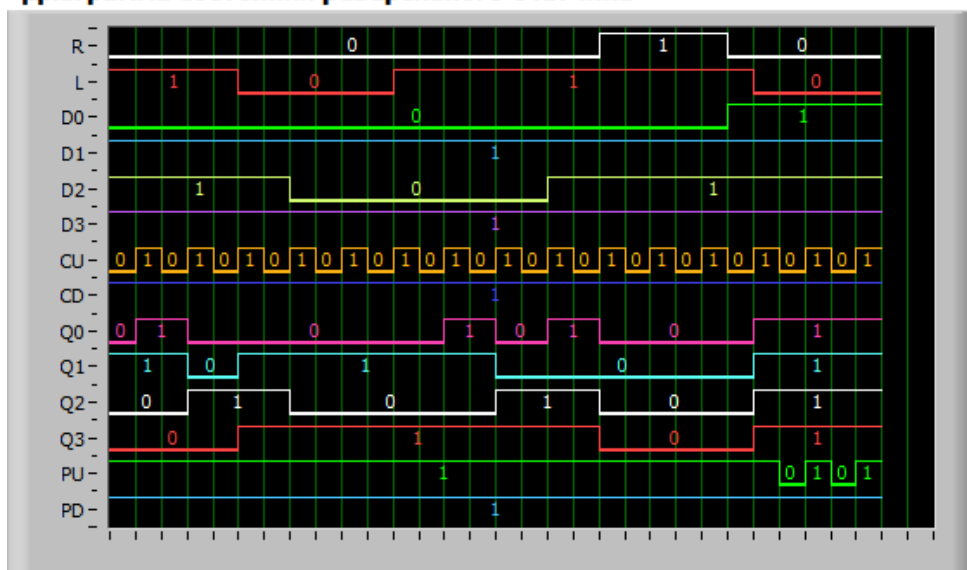 R 0 1 0
L 1 0 1 0
D0 0 1
D1 1
D2 1 0 1
D3 1
CU 0 1 0 1 0 1 0 1 0 1 0 1 0 1 0 1 0 1 0 1 0 1 0 1 0 1 0 1 0 1
CD 1
Q0 0 1 0 1 0 1 0 1
Q1 1 0 1 0 1
Q2 0 1 0 1 0 1
Q3 0 1 0 1
PU 1 0 1 0 1
PD 1